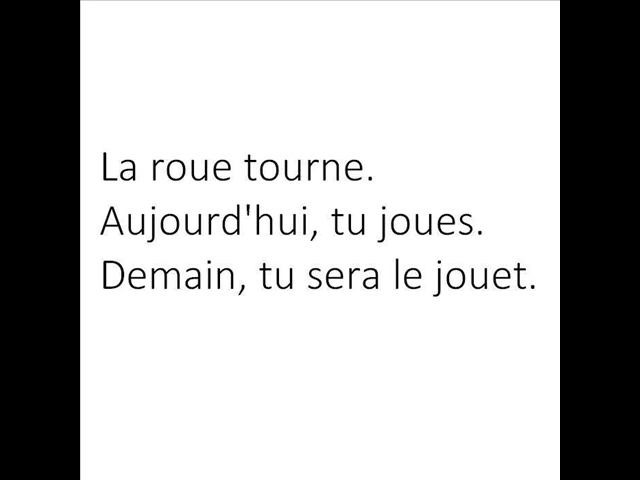 La roue tourne.
Aujourd'hui, tu joues.
Demain, tu sera le jouet.